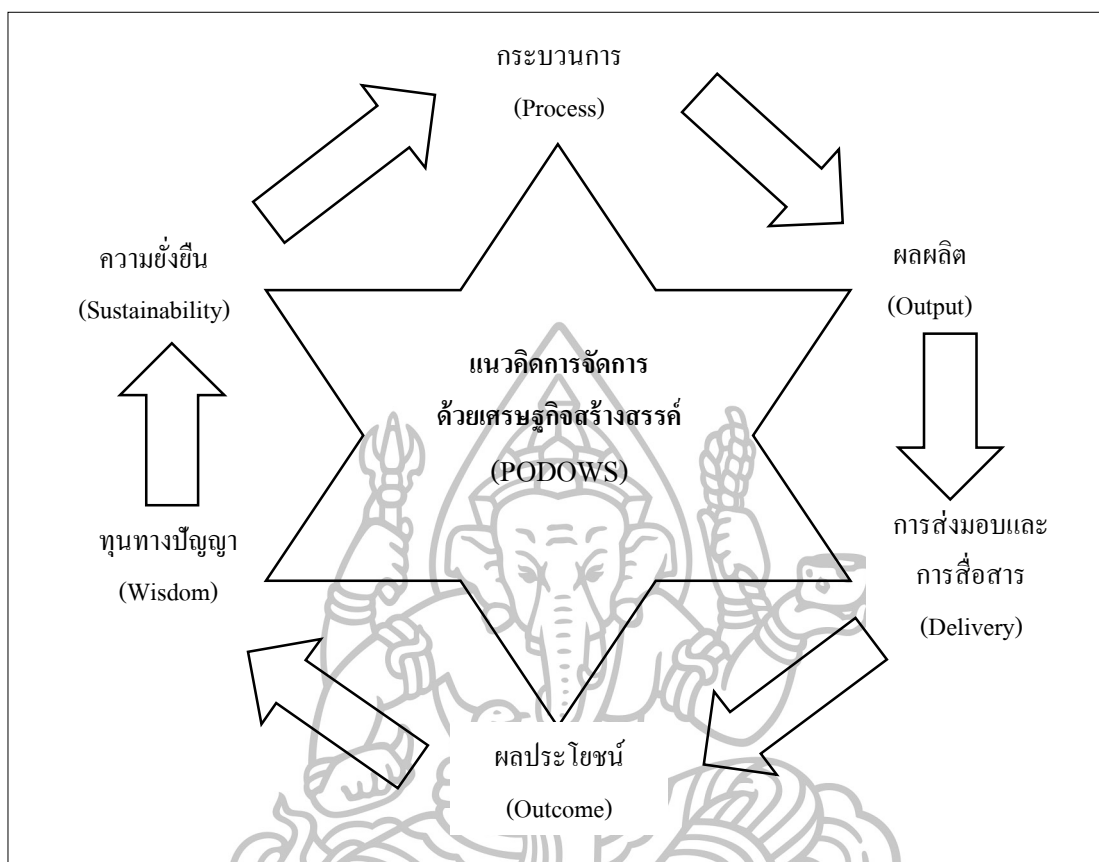 กระบวนการ
(Process)
ความยั่งยืน
(Sustainability)
ผลผลิต
(Output)
แนวคิดการจัดการ
ด้วยเศรษฐกิจสร้างสรรค์
(PODOWS)
ทุนทางปัญญา
(Wisdom)
การส่งมอบและ
การสื่อสาร
(Delivery)
ผลประโยชน์
(Outcome)